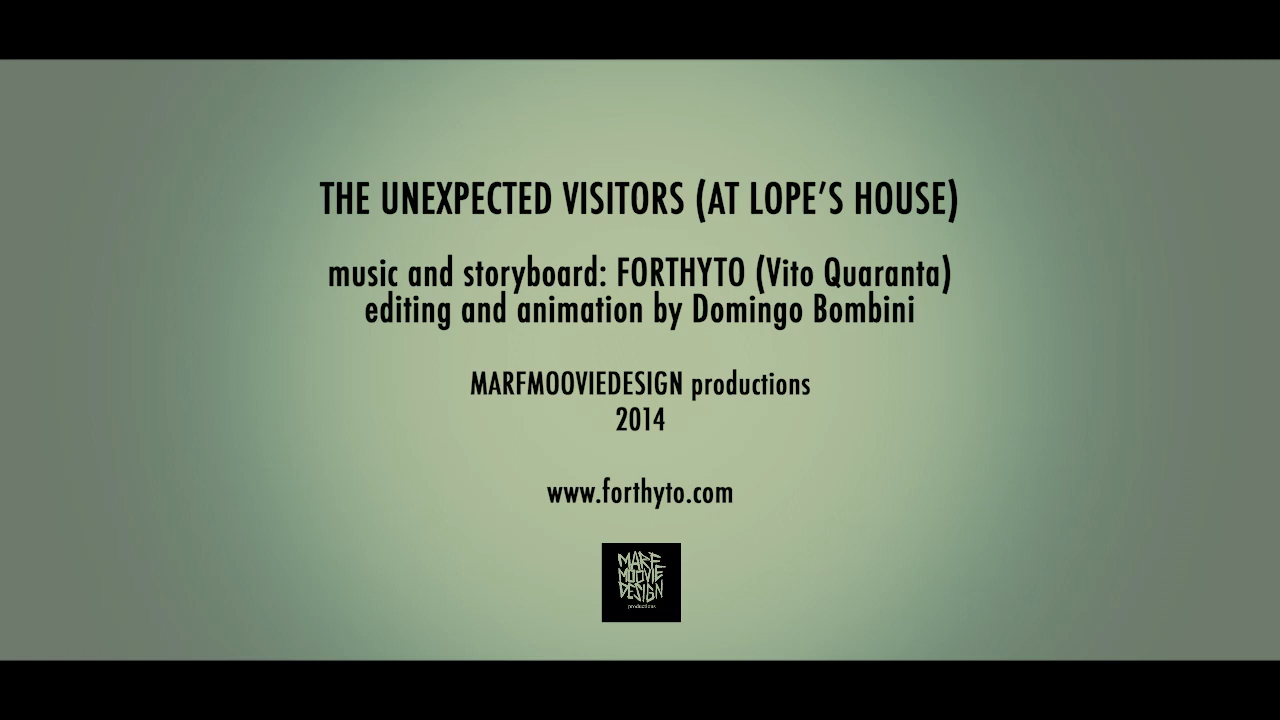 THE UNEXPECTED VISITORS (AT LOPE’S HOUSE)
music and storyboard: FORTHYTO (Vito Quaranta)
editing and animation by Domingo Bombini
MARFMOOVIEDESIGN productions
2014
www.forthyto.com
MARF
MOOVIE
DESIGN
productions